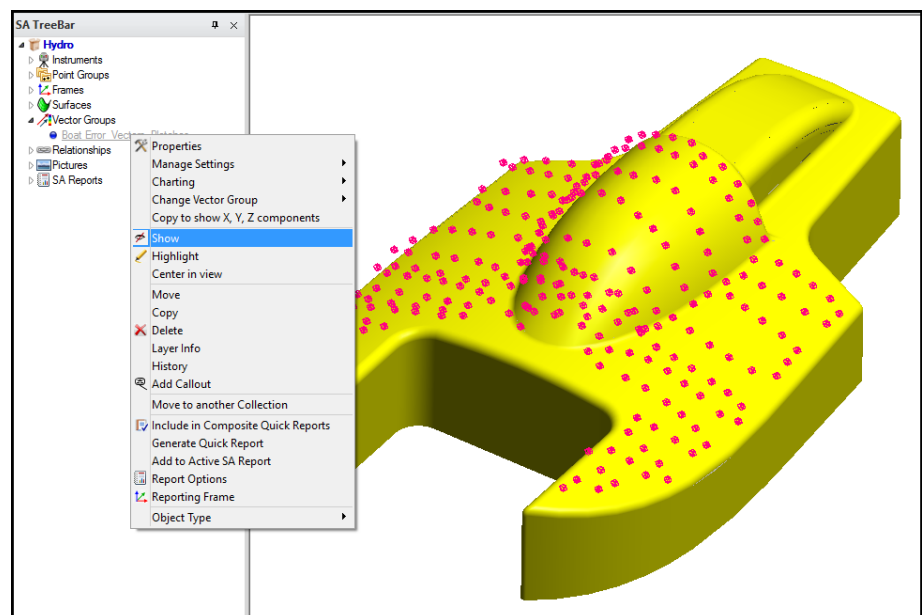 SA TreeBar
Hydro
Instruments
Point Groups
Frames
Surfaces
Vector Groups
Boat Error_Vectors_Blotches
Relationships
Pictures
SA Reports
Properties
Manage Settings
Charting
Change Vector Group
Copy to show X, Y, Z components
Show
Highlight
Center in view
Move
Copy
Delete
Layer Info
History
Add Callout
Move to another Collection
Include in Composite Quick Reports
Generate Quick Report
Add to Active SA Report
Report Options
Reporting Frame
Object Type